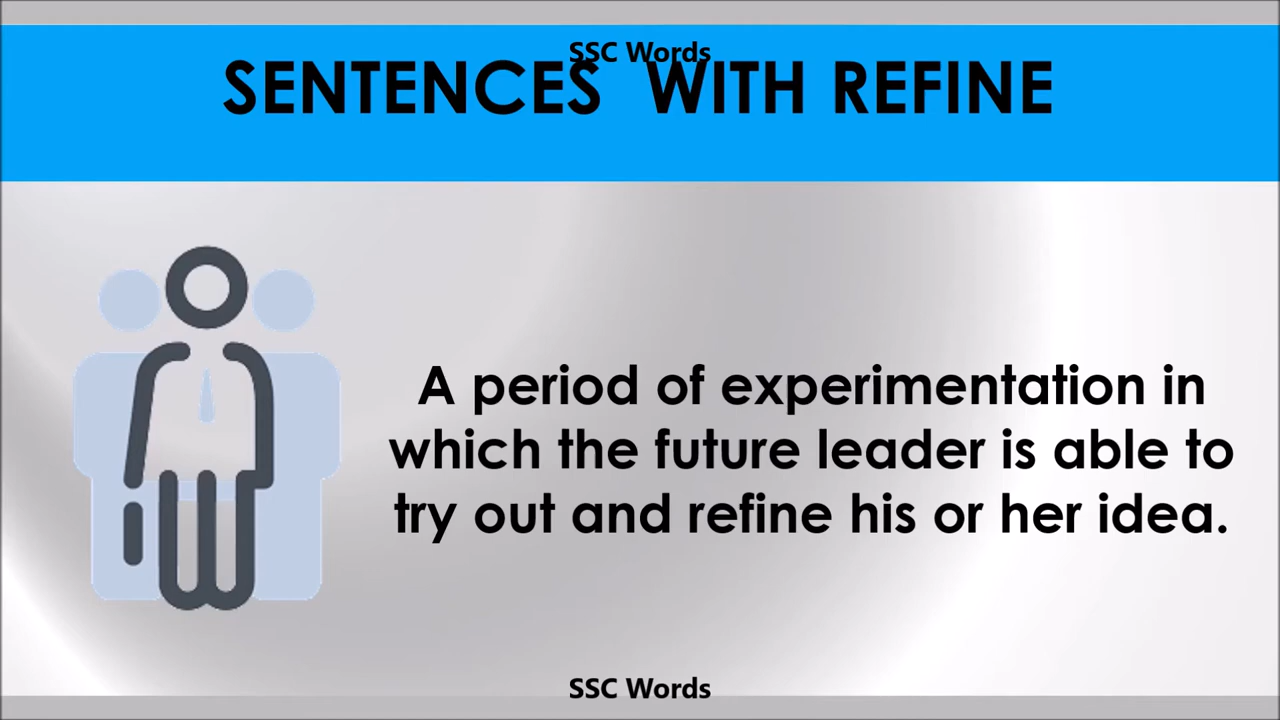 SSC Words
SENTENCES WITH REFINE
A period of experimentation in
which the future leader is able to
try out and refine his or her idea.
SSC Words